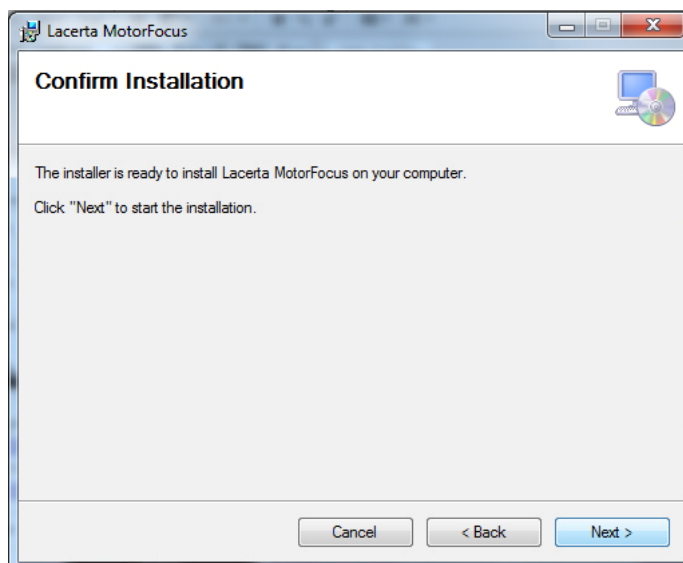 Lacerta MotorFocus
Confirm Installation
The installer is ready to install Lacerta MotorFocus on your computer.
Click "Next" to start the installation.
Cancel
< Back
Next >